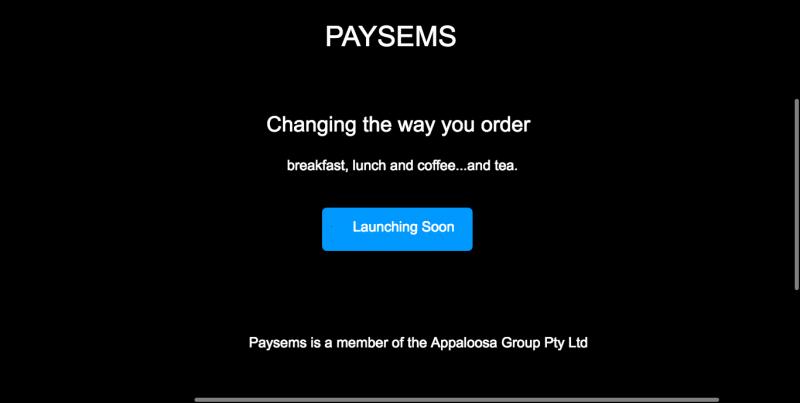 PAYSEMS
Changing the way you order
breakfast, lunch and coffee...and tea.
Launching Soon
Paysems is a member of the Appaloosa Group Pty Ltd